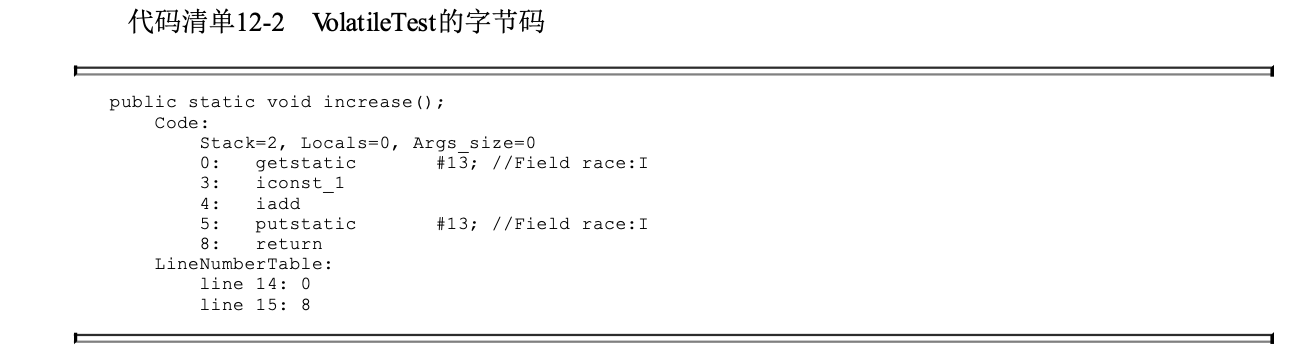 代码清单12-2 VolatileTest的字节码
public static void increase();
Code:
Stack=2, Locals=0, Args_size=0
0: getstatic #13; //Field race:I
3: iconst_1
4: iadd
5: putstatic #13; //Field race:I
8: return
LineNumberTable:
line 14: 0
line 15: 8